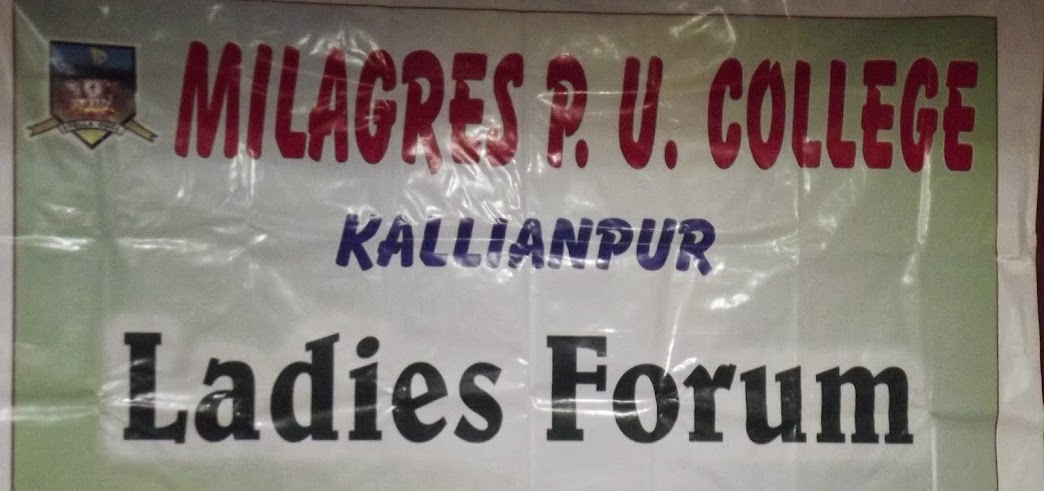 MILAGRES P. U. COLLEGE
KALLIANPUR
Ladies Forum